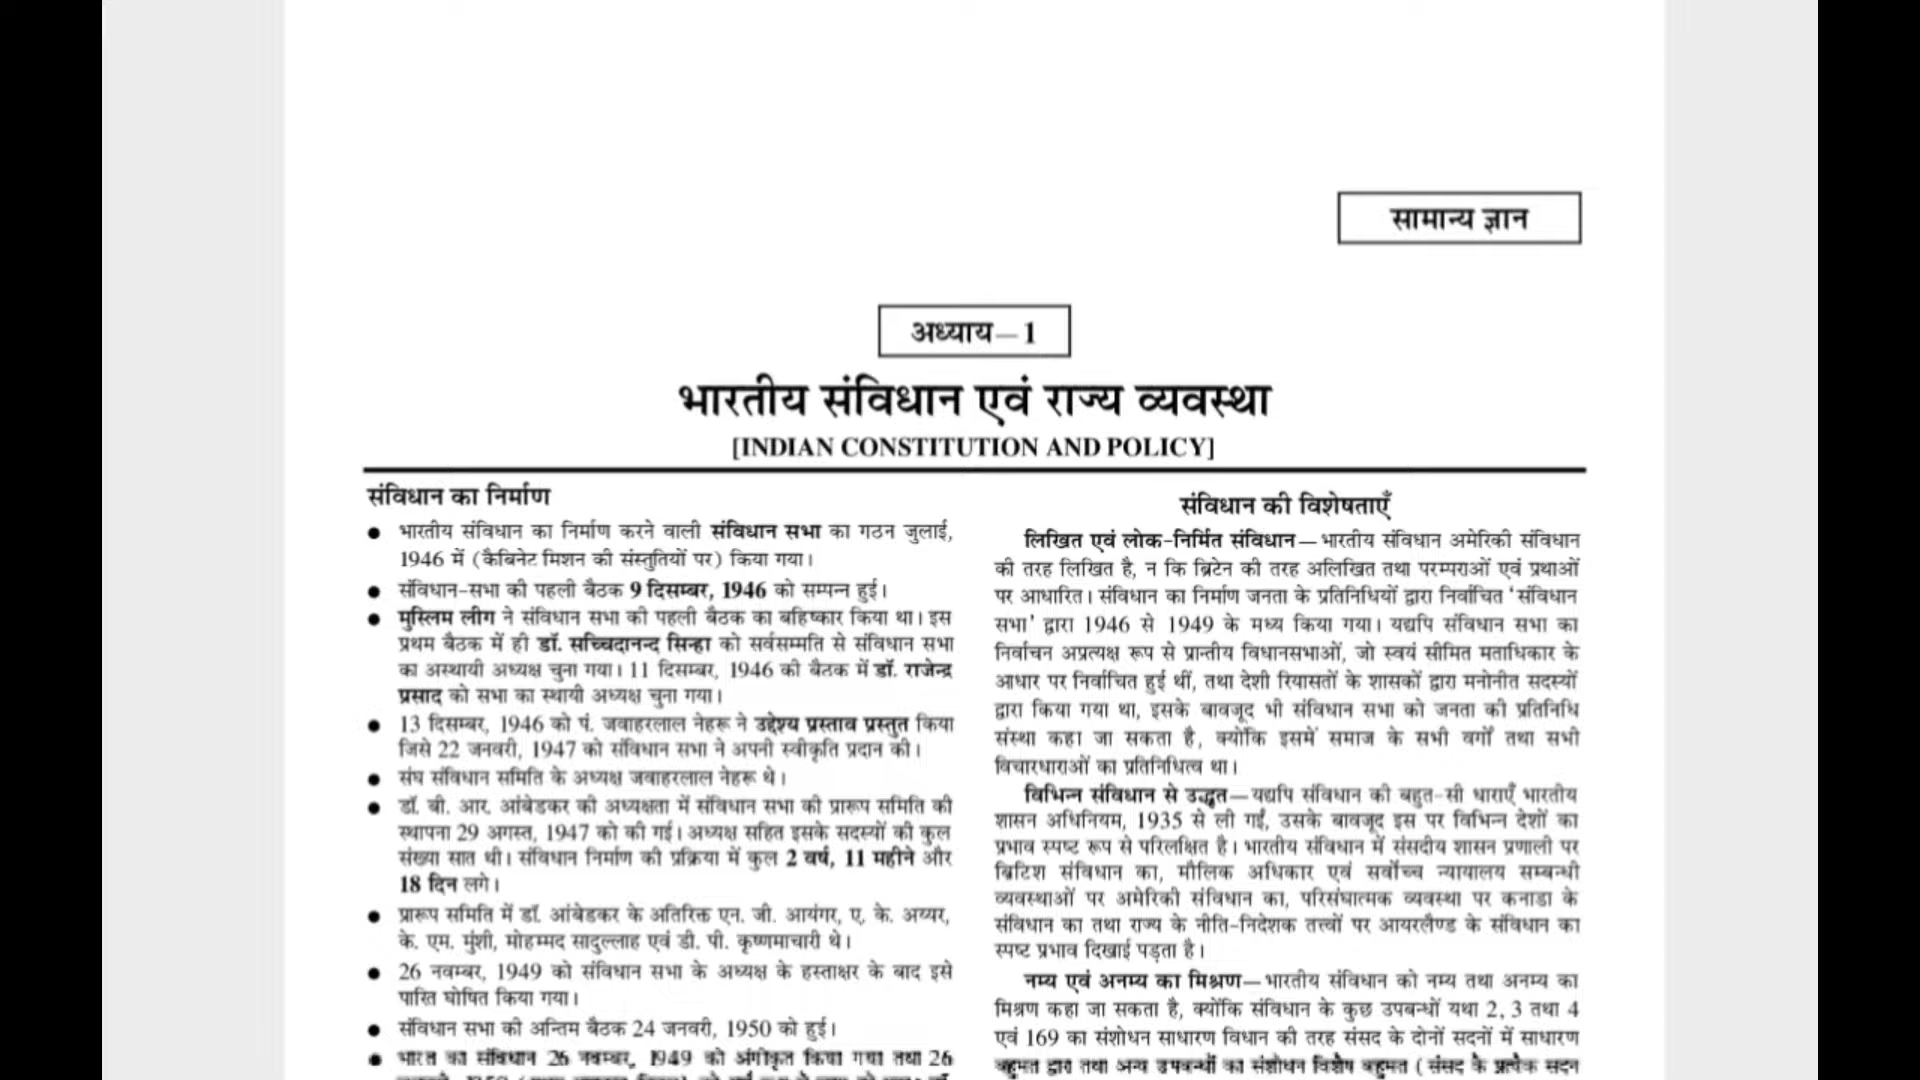 सामान्य ज्ञान
अध्याय—1
भारतीय संविधान एवं राज्य व्यवस्था
[INDIAN CONSTITUTION AND POLICY]
संविधान का निर्माण
● भारतीय संविधान का निर्माण करने वाली संविधान सभा का गठन जुलाई,
1946 में (कैबिनेट मिशन की संस्तुतियों पर) किया गया।
● संविधान-सभा की पहली बैठक 9 दिसम्बर, 1946 को सम्पन्न हुई।
● मुस्लिम लीग ने संविधान सभा की पहली बैठक का बहिष्कार किया था। इस
प्रथम बैठक में ही डॉ. सच्चिदानन्द सिन्हा को सर्वसम्मति से संविधान सभा
का अस्थायी अध्यक्ष चुना गया। 11 दिसम्बर, 1946 की बैठक में डॉ. राजेन्द्र
प्रसाद को सभा का स्थायी अध्यक्ष चुना गया।
● 13 दिसम्बर, 1946 को पं. जवाहरलाल नेहरू ने उद्देश्य प्रस्ताव प्रस्तुत किया
जिसे 22 जनवरी, 1947 को संविधान सभा ने अपनी स्वीकृति प्रदान की।
● संघ संविधान समिति के अध्यक्ष जवाहरलाल नेहरू थे।
● डॉ. बी. आर. आंबेडकर की अध्यक्षता में संविधान सभा की प्रारूप समिति की
स्थापना 29 अगस्त, 1947 को की गई। अध्यक्ष सहित इसके सदस्यों की कुल
संख्या सात थी। संविधान निर्माण की प्रक्रिया में कुल 2 वर्ष, 11 महीने और
18 दिन लगे।
● प्रारूप समिति में डॉ. आंबेडकर के अतिरिक्त एन. जी. आयंगर, ए. के. अय्यर,
के. एम. मुंशी, मोहम्मद सादुल्लाह एवं डी. पी. कृष्णमाचारी थे।
● 26 नवम्बर, 1949 को संविधान सभा के अध्यक्ष के हस्ताक्षर के बाद इसे
पारित घोषित किया गया।
● संविधान सभा की अन्तिम बैठक 24 जनवरी, 1950 को हुई।
● भारत का संविधान 26 नवम्बर, 1949 को अंगीकृत किया गया तथा 26
संविधान की विशेषताएँ
लिखित एवं लोक-निर्मित संविधान—भारतीय संविधान अमेरिकी संविधान
की तरह लिखित है, न कि ब्रिटेन की तरह अलिखित तथा परम्पराओं एवं प्रथाओं
पर आधारित। संविधान का निर्माण जनता के प्रतिनिधियों द्वारा निर्वाचित 'संविधान
सभा' द्वारा 1946 से 1949 के मध्य किया गया। यद्यपि संविधान सभा का
निर्वाचन अप्रत्यक्ष रूप से प्रान्तीय विधानसभाओं, जो स्वयं सीमित मताधिकार के
आधार पर निर्वाचित हुई थीं, तथा देशी रियासतों के शासकों द्वारा मनोनीत सदस्यों
द्वारा किया गया था, इसके बावजूद भी संविधान सभा को जनता की प्रतिनिधि
संस्था कहा जा सकता है, क्योंकि इसमें समाज के सभी वर्गों तथा सभी
विचारधाराओं का प्रतिनिधित्व था।
विभिन्न संविधान से उद्धृत—यद्यपि संविधान की बहुत-सी धाराएँ भारतीय
शासन अधिनियम, 1935 से ली गईं, उसके बावजूद इस पर विभिन्न देशों का
प्रभाव स्पष्ट रूप से परिलक्षित है। भारतीय संविधान में संसदीय शासन प्रणाली पर
ब्रिटिश संविधान का, मौलिक अधिकार एवं सर्वोच्च न्यायालय सम्बन्धी
व्यवस्थाओं पर अमेरिकी संविधान का, परिसंघात्मक व्यवस्था पर कनाडा के
संविधान का तथा राज्य के नीति-निदेशक तत्त्वों पर आयरलैण्ड के संविधान का
स्पष्ट प्रभाव दिखाई पड़ता है।
नम्य एवं अनम्य का मिश्रण—भारतीय संविधान को नम्य तथा अनम्य का
मिश्रण कहा जा सकता है, क्योंकि संविधान के कुछ उपबन्धों यथा 2, 3 तथा 4
एवं 169 का संशोधन साधारण विधान की तरह संसद के दोनों सदनों में साधारण
बहुमत द्वारा तथा अन्य उपबन्धों का संशोधन विशेष बहुमत (संसद के प्रत्येक सदन